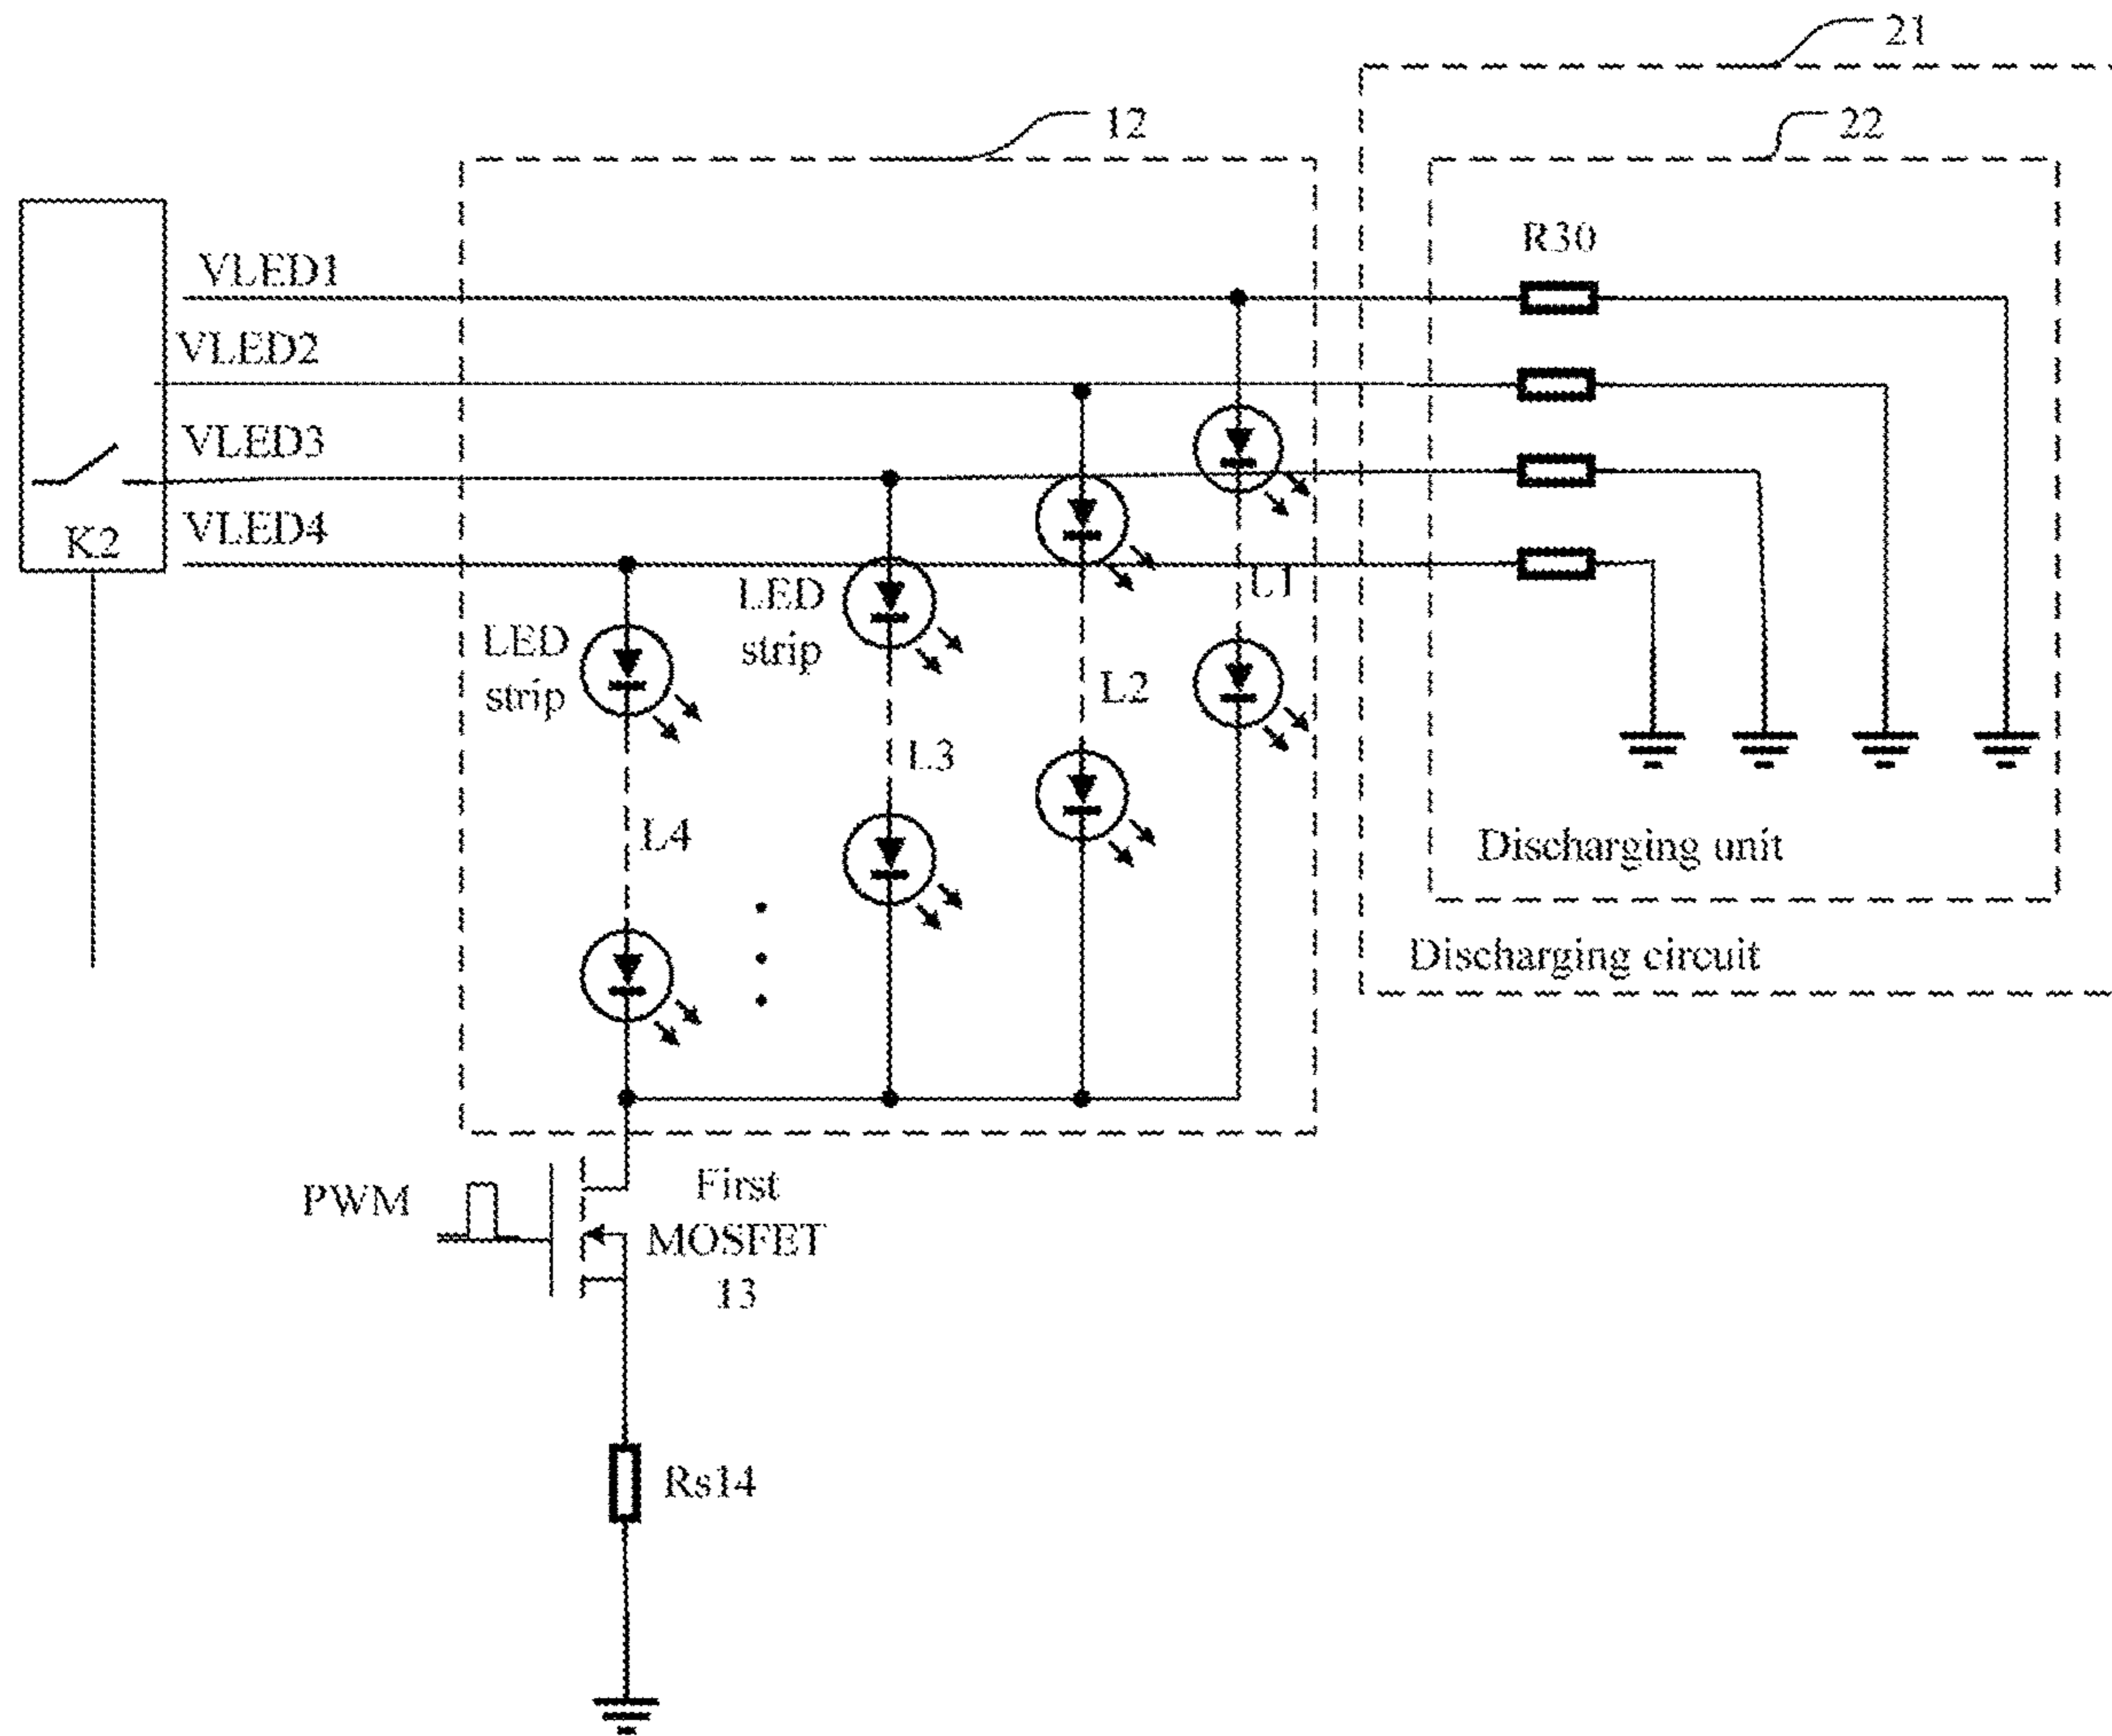 21
12
22
R30
VLED1
VLED2
VLED3
K2
VLED4
LED
strip
LED
strip
L1
L2
L3
L4
Discharging unit
Discharging circuit
PWM
First
MOSFET
13
Rs14